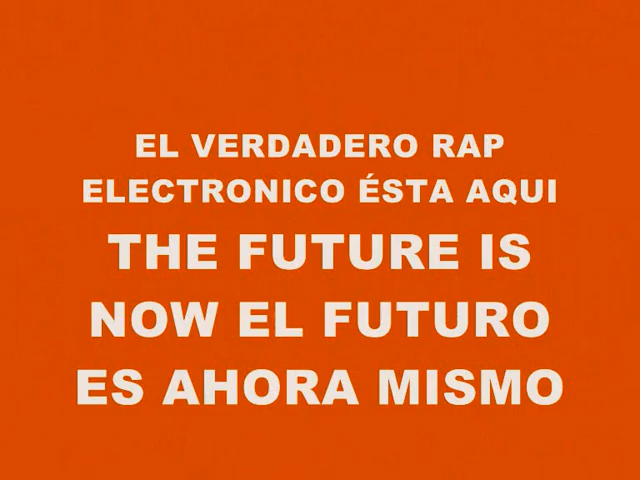 EL VERDADERO RAP
ELECTRONICO ÉSTA AQUI
THE FUTURE IS
NOW EL FUTURO
ES AHORA MISMO